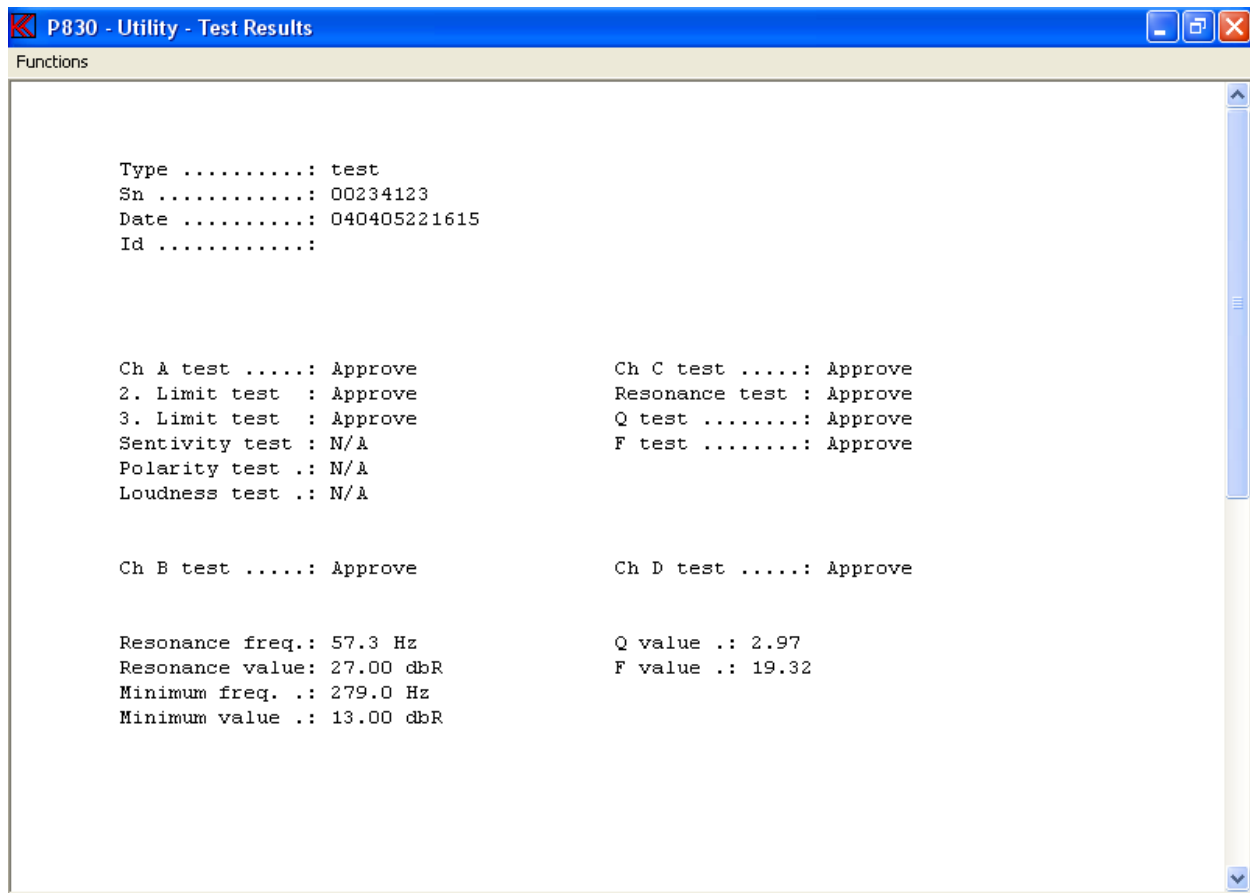 P830 - Utility - Test Results
Functions
Type ..........: test
Sn ............: 00234123
Date ..........: 040405221615
Id ............:
Ch A test .....: Approve
2. Limit test  : Approve
3. Limit test  : Approve
Sentivity test : N/A
Polarity test .: N/A
Loudness test .: N/A
Ch C test .....: Approve
Resonance test : Approve
Q test ........: Approve
F test ........: Approve
Ch B test .....: Approve
Ch D test .....: Approve
Resonance freq.: 57.3 Hz
Resonance value: 27.00 dbR
Minimum freq. .: 279.0 Hz
Minimum value .: 13.00 dbR
Q value .: 2.97
F value .: 19.32